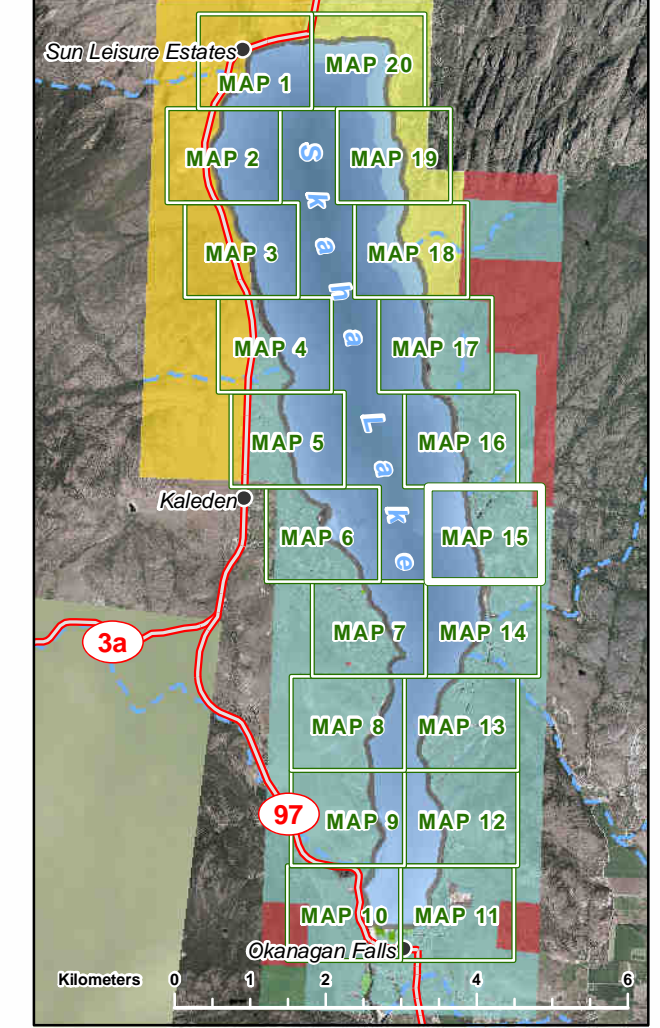 Sun Leisure Estates
MAP 1
MAP 20
MAP 2
MAP 19
MAP 3
MAP 18
MAP 4
MAP 17
MAP 5
MAP 16
Skaha Lake
Kaleden
MAP 6
MAP 15
MAP 7
MAP 14
3a
MAP 8
MAP 13
97
MAP 9
MAP 12
MAP 10
MAP 11
Okanagan Falls
Kilometers 0 1 2 4 6